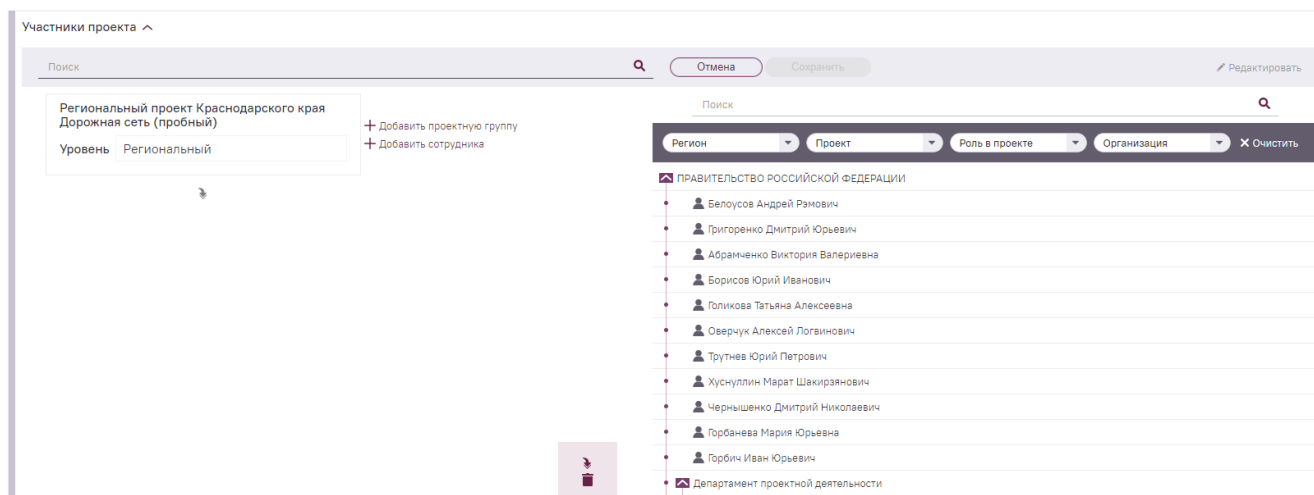 Участники проекта
Поиск
Отмена
Сохранить
Редактировать
Региональный проект Краснодарского края
Дорожная сеть (пробный)
Уровень Региональный
Добавить проектную группу
Добавить сотрудника
Поиск
Регион
Проект
Роль в проекте
Организация
Очистить
ПРАВИТЕЛЬСТВО РОССИЙСКОЙ ФЕДЕРАЦИИ
Белоусов Андрей Рэмович
Григоренко Дмитрий Юрьевич
Абрамченко Виктория Валериевна
Борисов Юрий Иванович
Голикова Татьяна Алексеевна
Оверчук Алексей Логвинович
Трутнев Юрий Петрович
Хуснуллин Марат Шакирзянович
Чернышенко Дмитрий Николаевич
Горбанева Мария Юрьевна
Горбич Иван Юрьевич
Департамент проектной деятельности